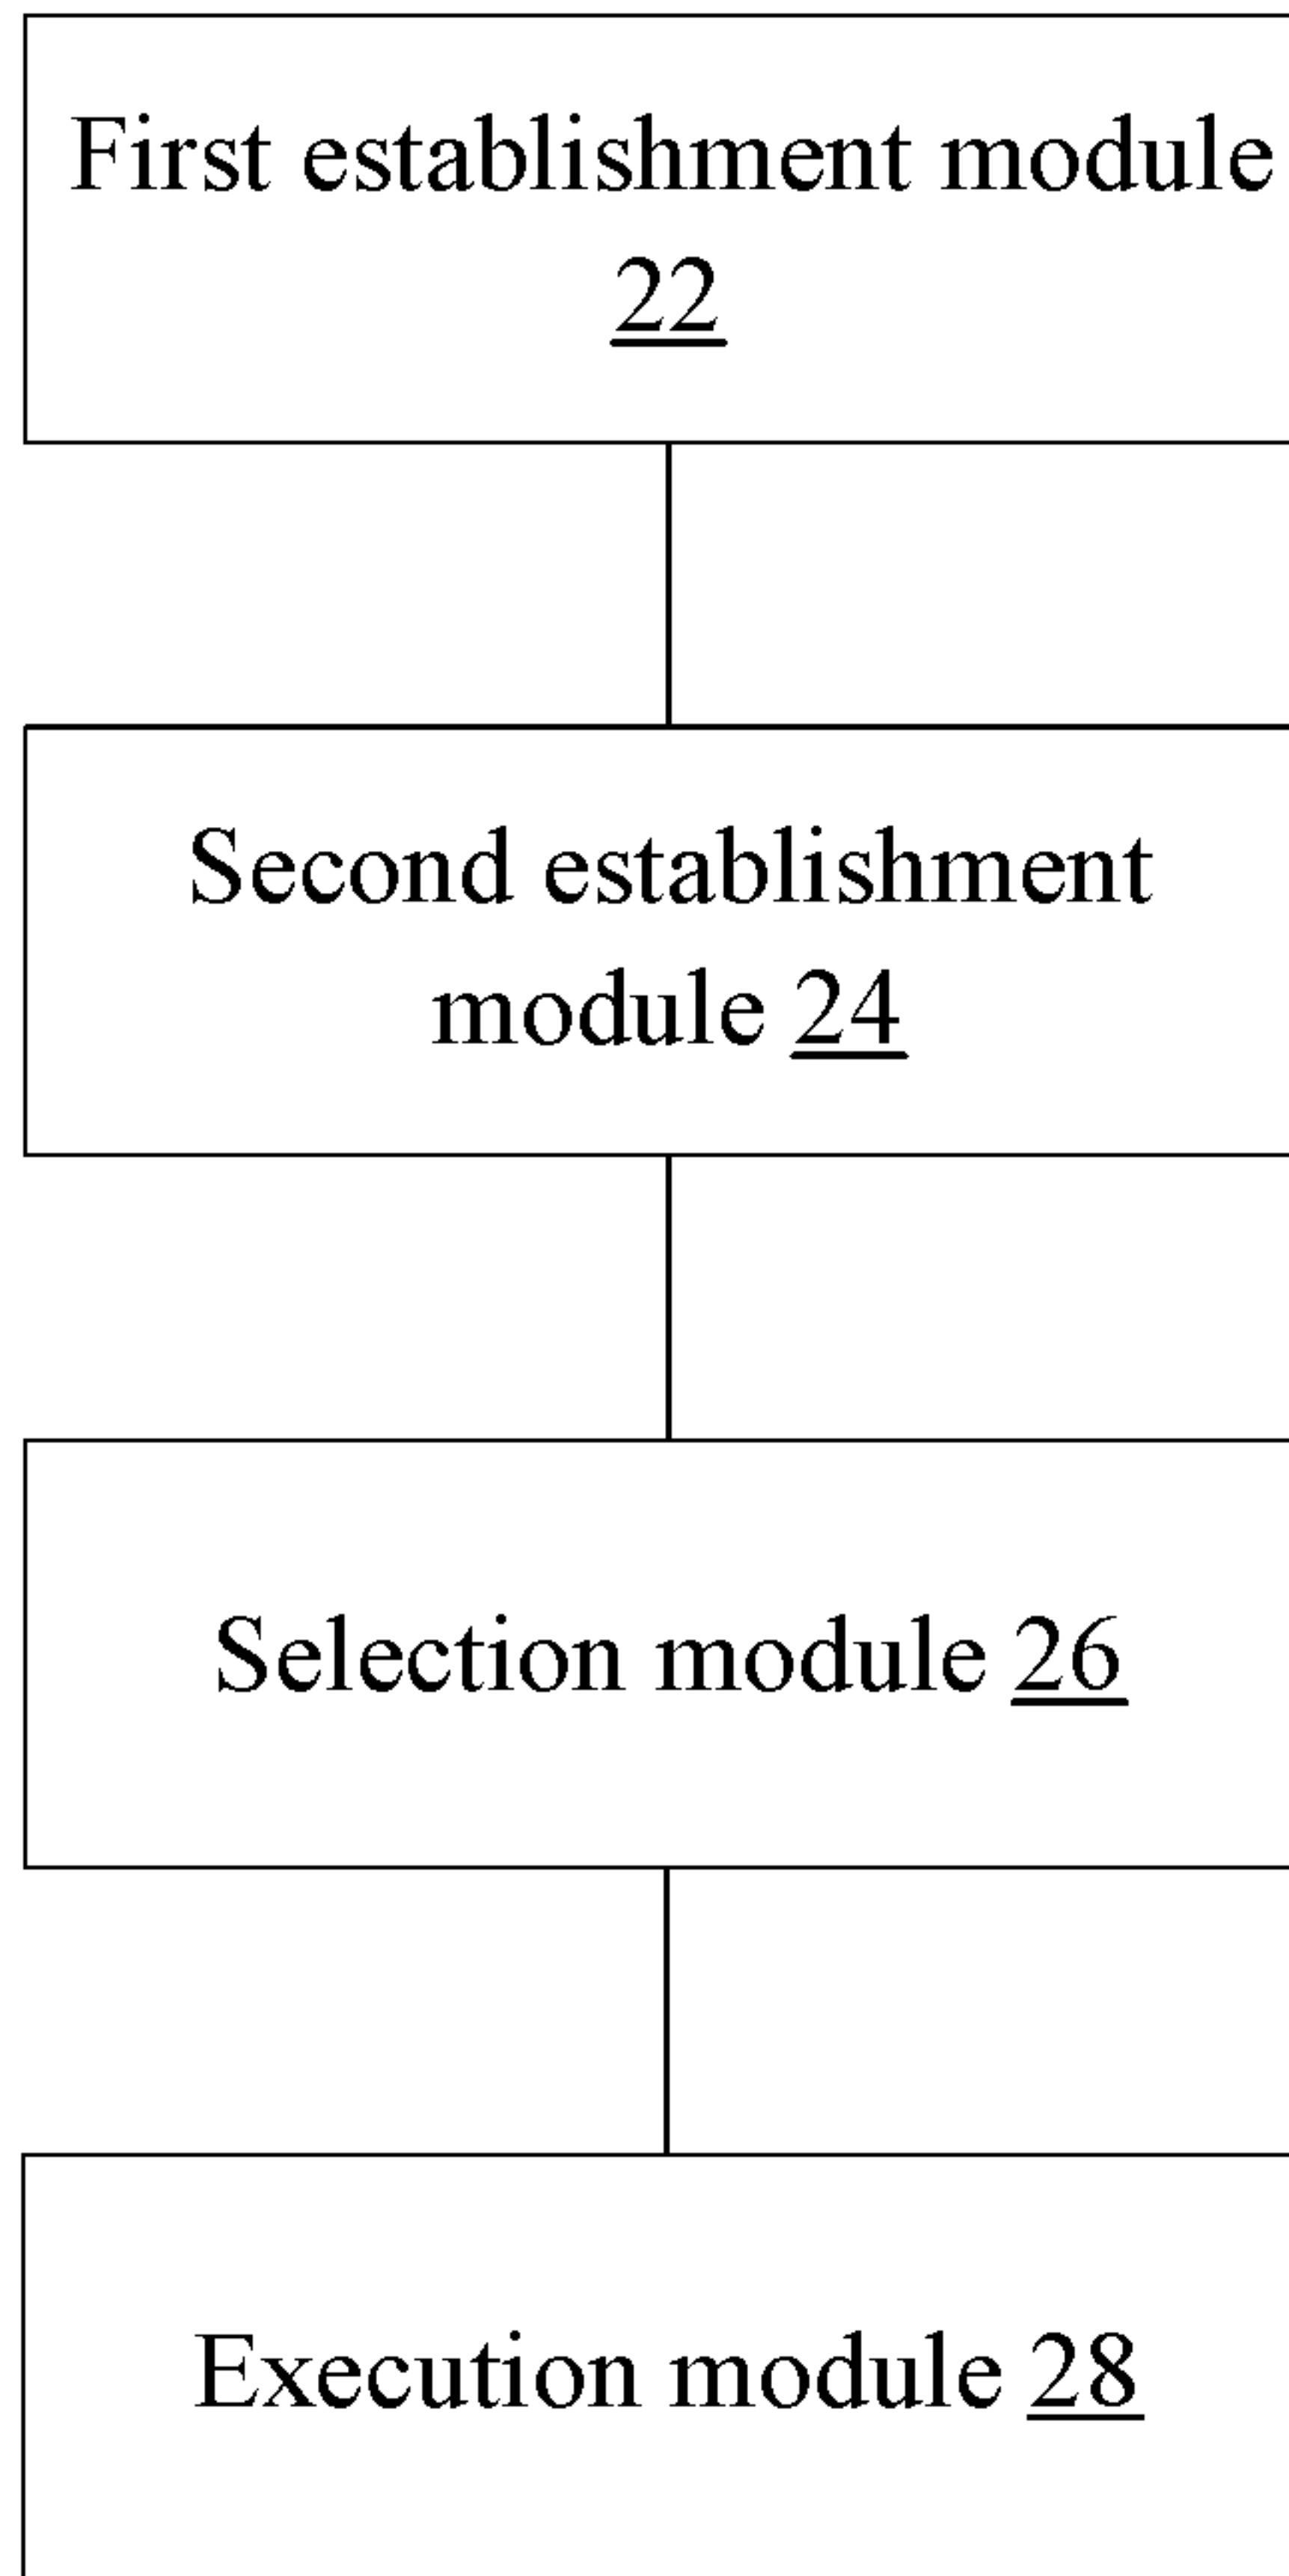 First establishment module
22
Second establishment
module 24
Selection module 26
Execution module 28